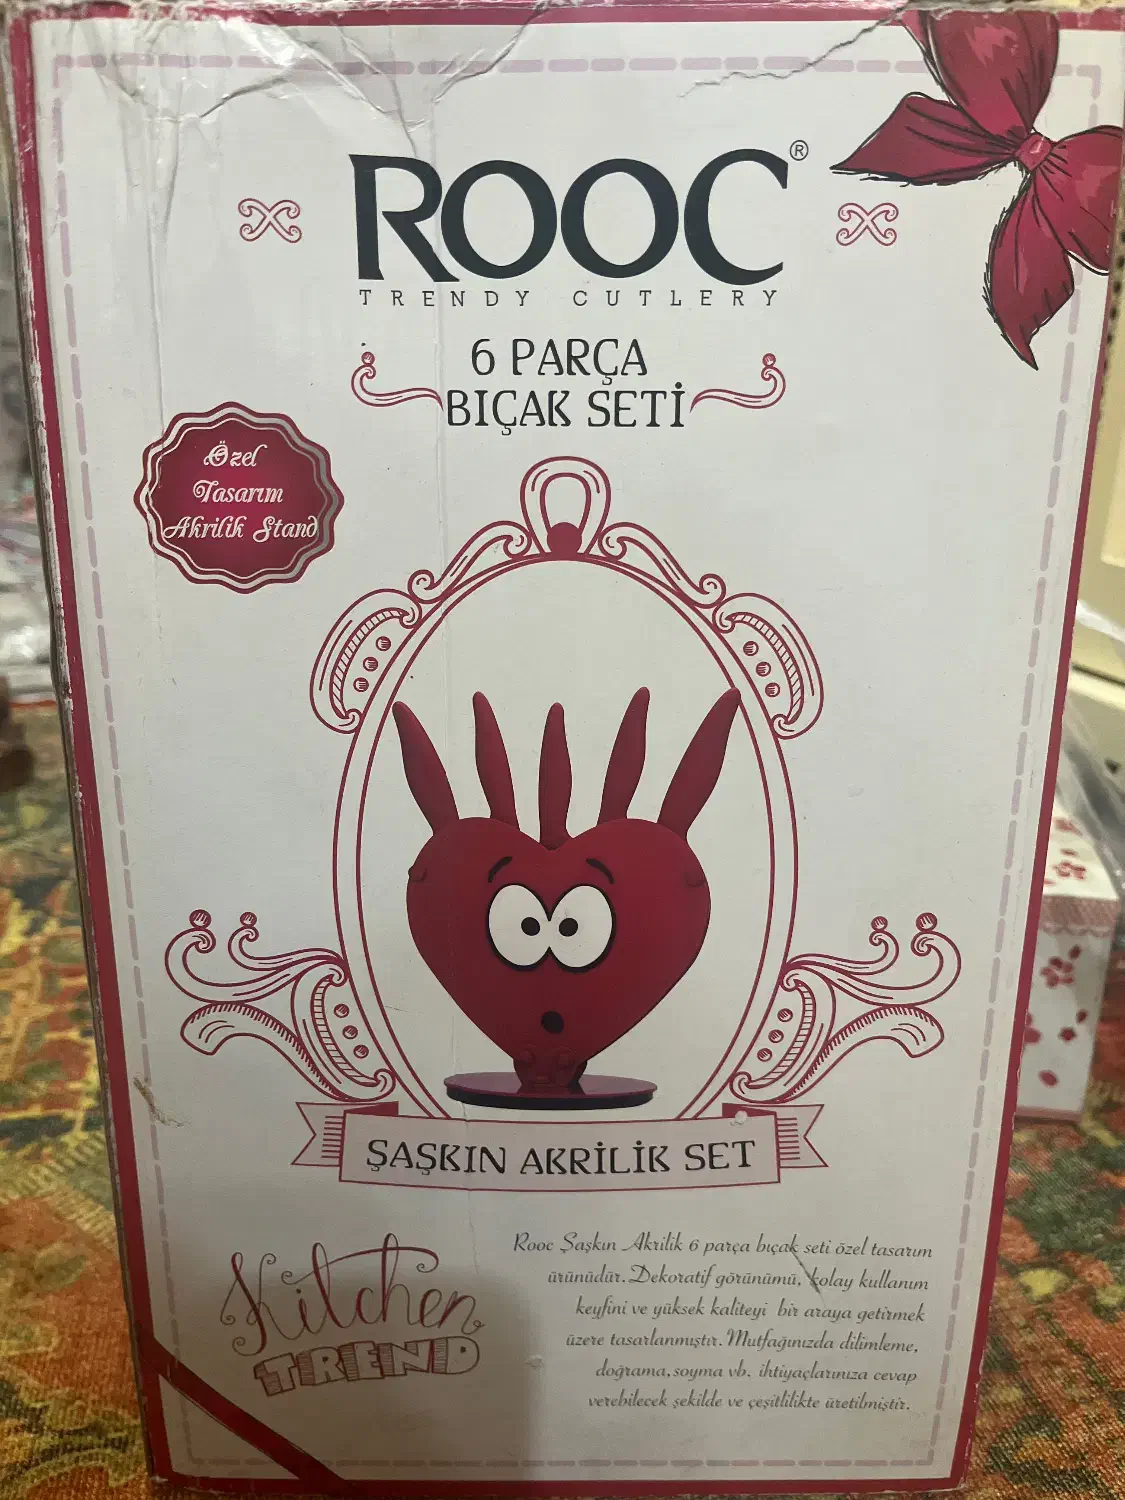 ROOC®
TRENDY CUTLERY
6 PARÇA
BIÇAK SETİ
Özel
Tasarım
Akrilik Stand
ŞAŞKIN AKRİLİK SET
Kitchen
TREND
Rooc Şaşkın Akrilik 6 parça bıçak seti özel tasarım
ürünüdür.Dekoratif görünümü, kolay kullanım
keyfini ve yüksek kaliteyi bir araya getirmek
üzere tasarlanmıştır.Mutfağınızda dilimleme,
doğrama,soyma vb. ihtiyaçlarınıza cevap
verebilecek şekilde ve çeşitlilikte üretilmiştir.